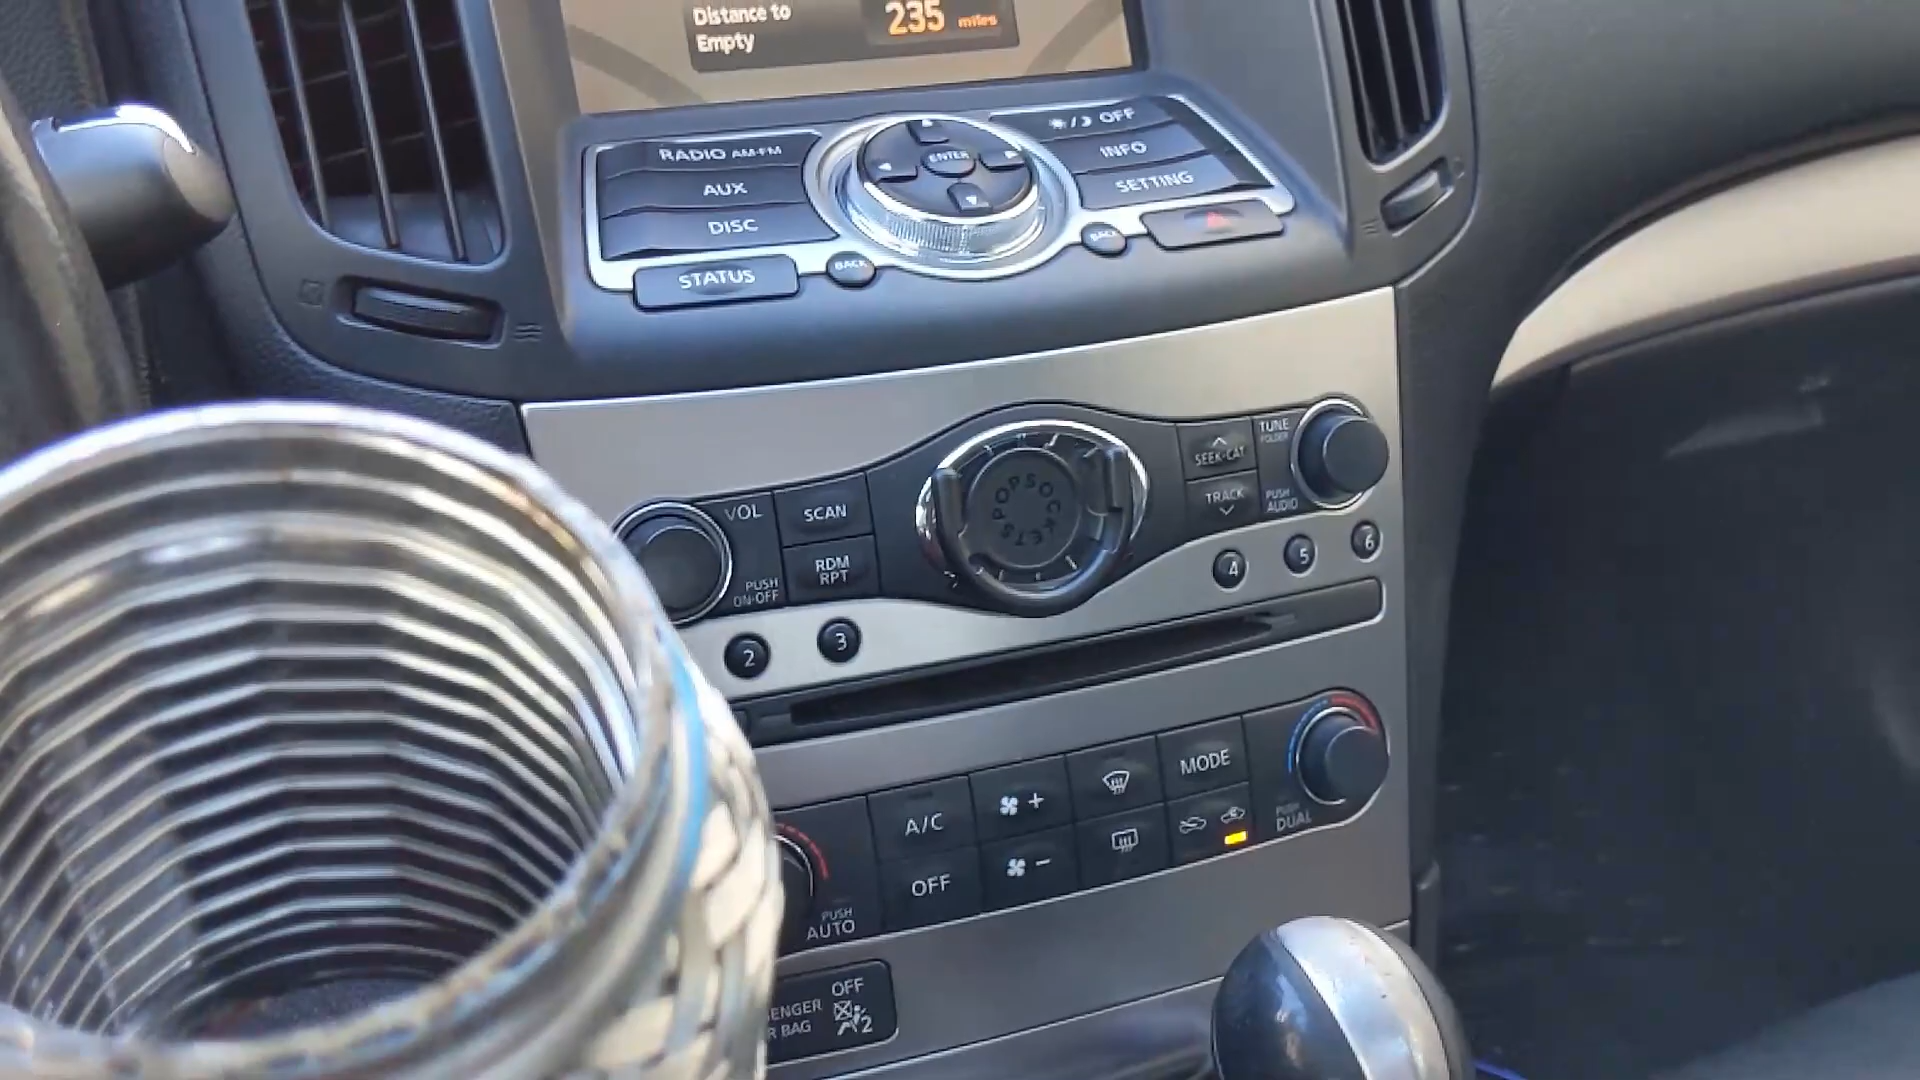 Distance to
Empty
235 miles
RADIO AM·FM
AUX
DISC
STATUS
BACK
ENTER
OFF
INFO
SETTING
BACK
VOL
PUSH
ON·OFF
SCAN
RDM
RPT
POPSOCKETS
SEEK·CAT
TRACK
TUNE
FOLDER
PUSH
AUDIO
2
3
4
5
6
A/C
OFF
+
−
MODE
PUSH
DUAL
PUSH
AUTO
ENGER
R BAG
OFF
2